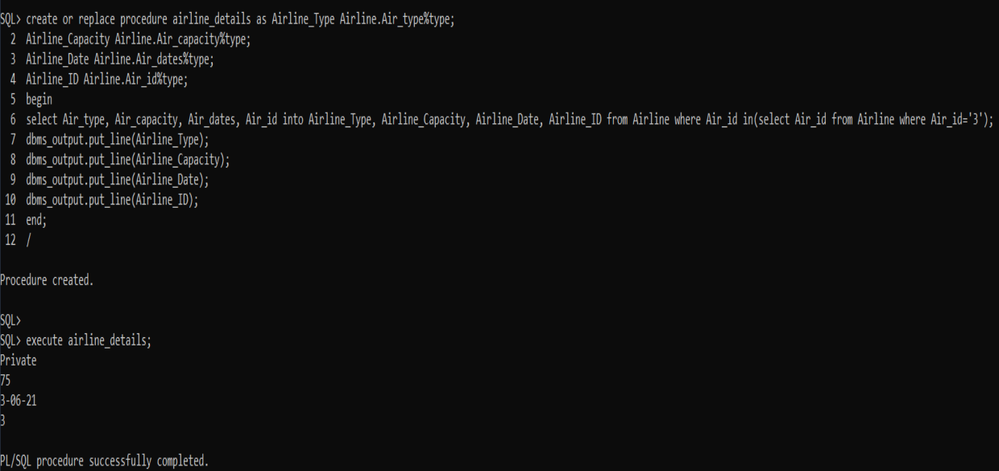 SQL> create or replace procedure airline_details as Airline_Type Airline.Air_type%type;
2 Airline_Capacity Airline.Air_capacity%type;
3 Airline_Date Airline.Air_dates%type;
4 Airline_ID Airline.Air_id%type;
5 begin
6 select Air_type, Air_capacity, Air_dates, Air_id into Airline_Type, Airline_Capacity, Airline_Date, Airline_ID from Airline where Air_id in(select Air_id from Airline where Air_id='3');
7 dbms_output.put_line(Airline_Type);
8 dbms_output.put_line(Airline_Capacity);
9 dbms_output.put_line(Airline_Date);
10 dbms_output.put_line(Airline_ID);
11 end;
12 /
Procedure created.
SQL>
SQL> execute airline_details;
Private
75
3-06-21
3
PL/SQL procedure successfully completed.